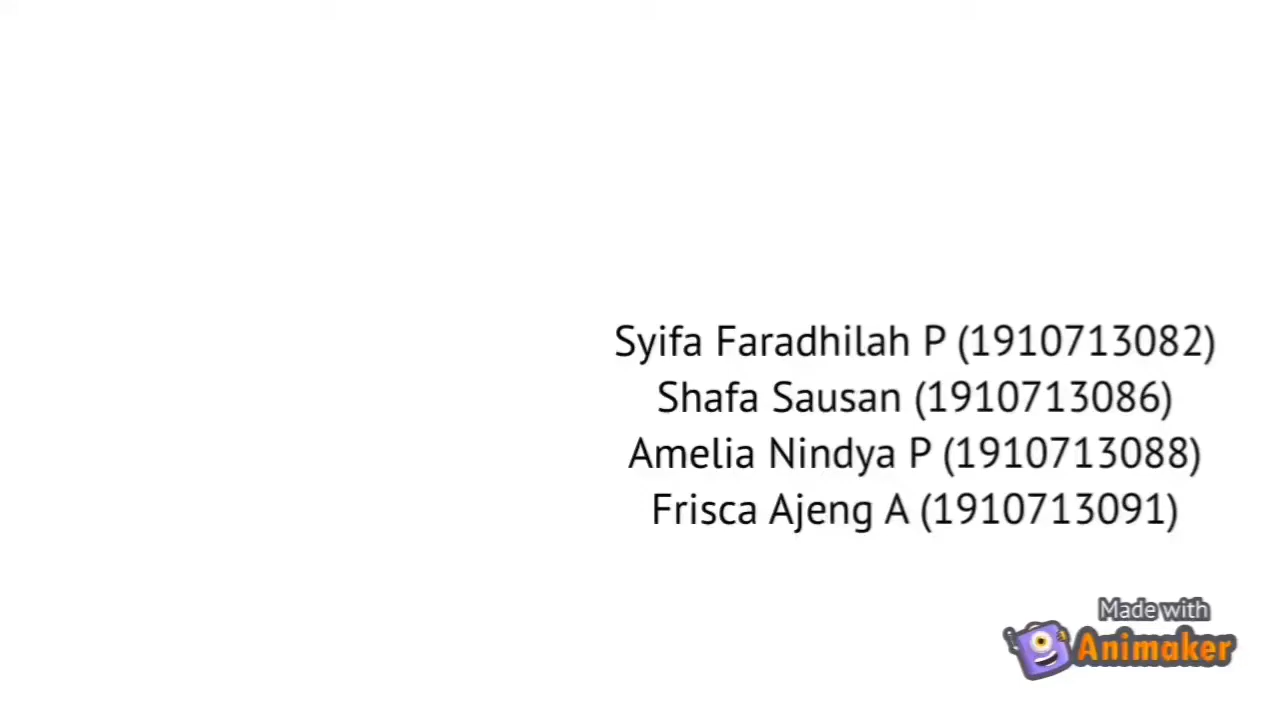 Syifa Faradhilah P (1910713082)
Shafa Sausan (1910713086)
Amelia Nindya P (1910713088)
Frisca Ajeng A (1910713091)
Made with
Animaker